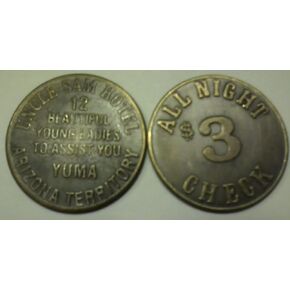 UNCLE SAM HOTEL
12
BEAUTIFUL
YOUNG LADIES
TO ASSIST YOU
YUMA
ARIZONA TERRITORY
ALL NIGHT
$3
CHECK